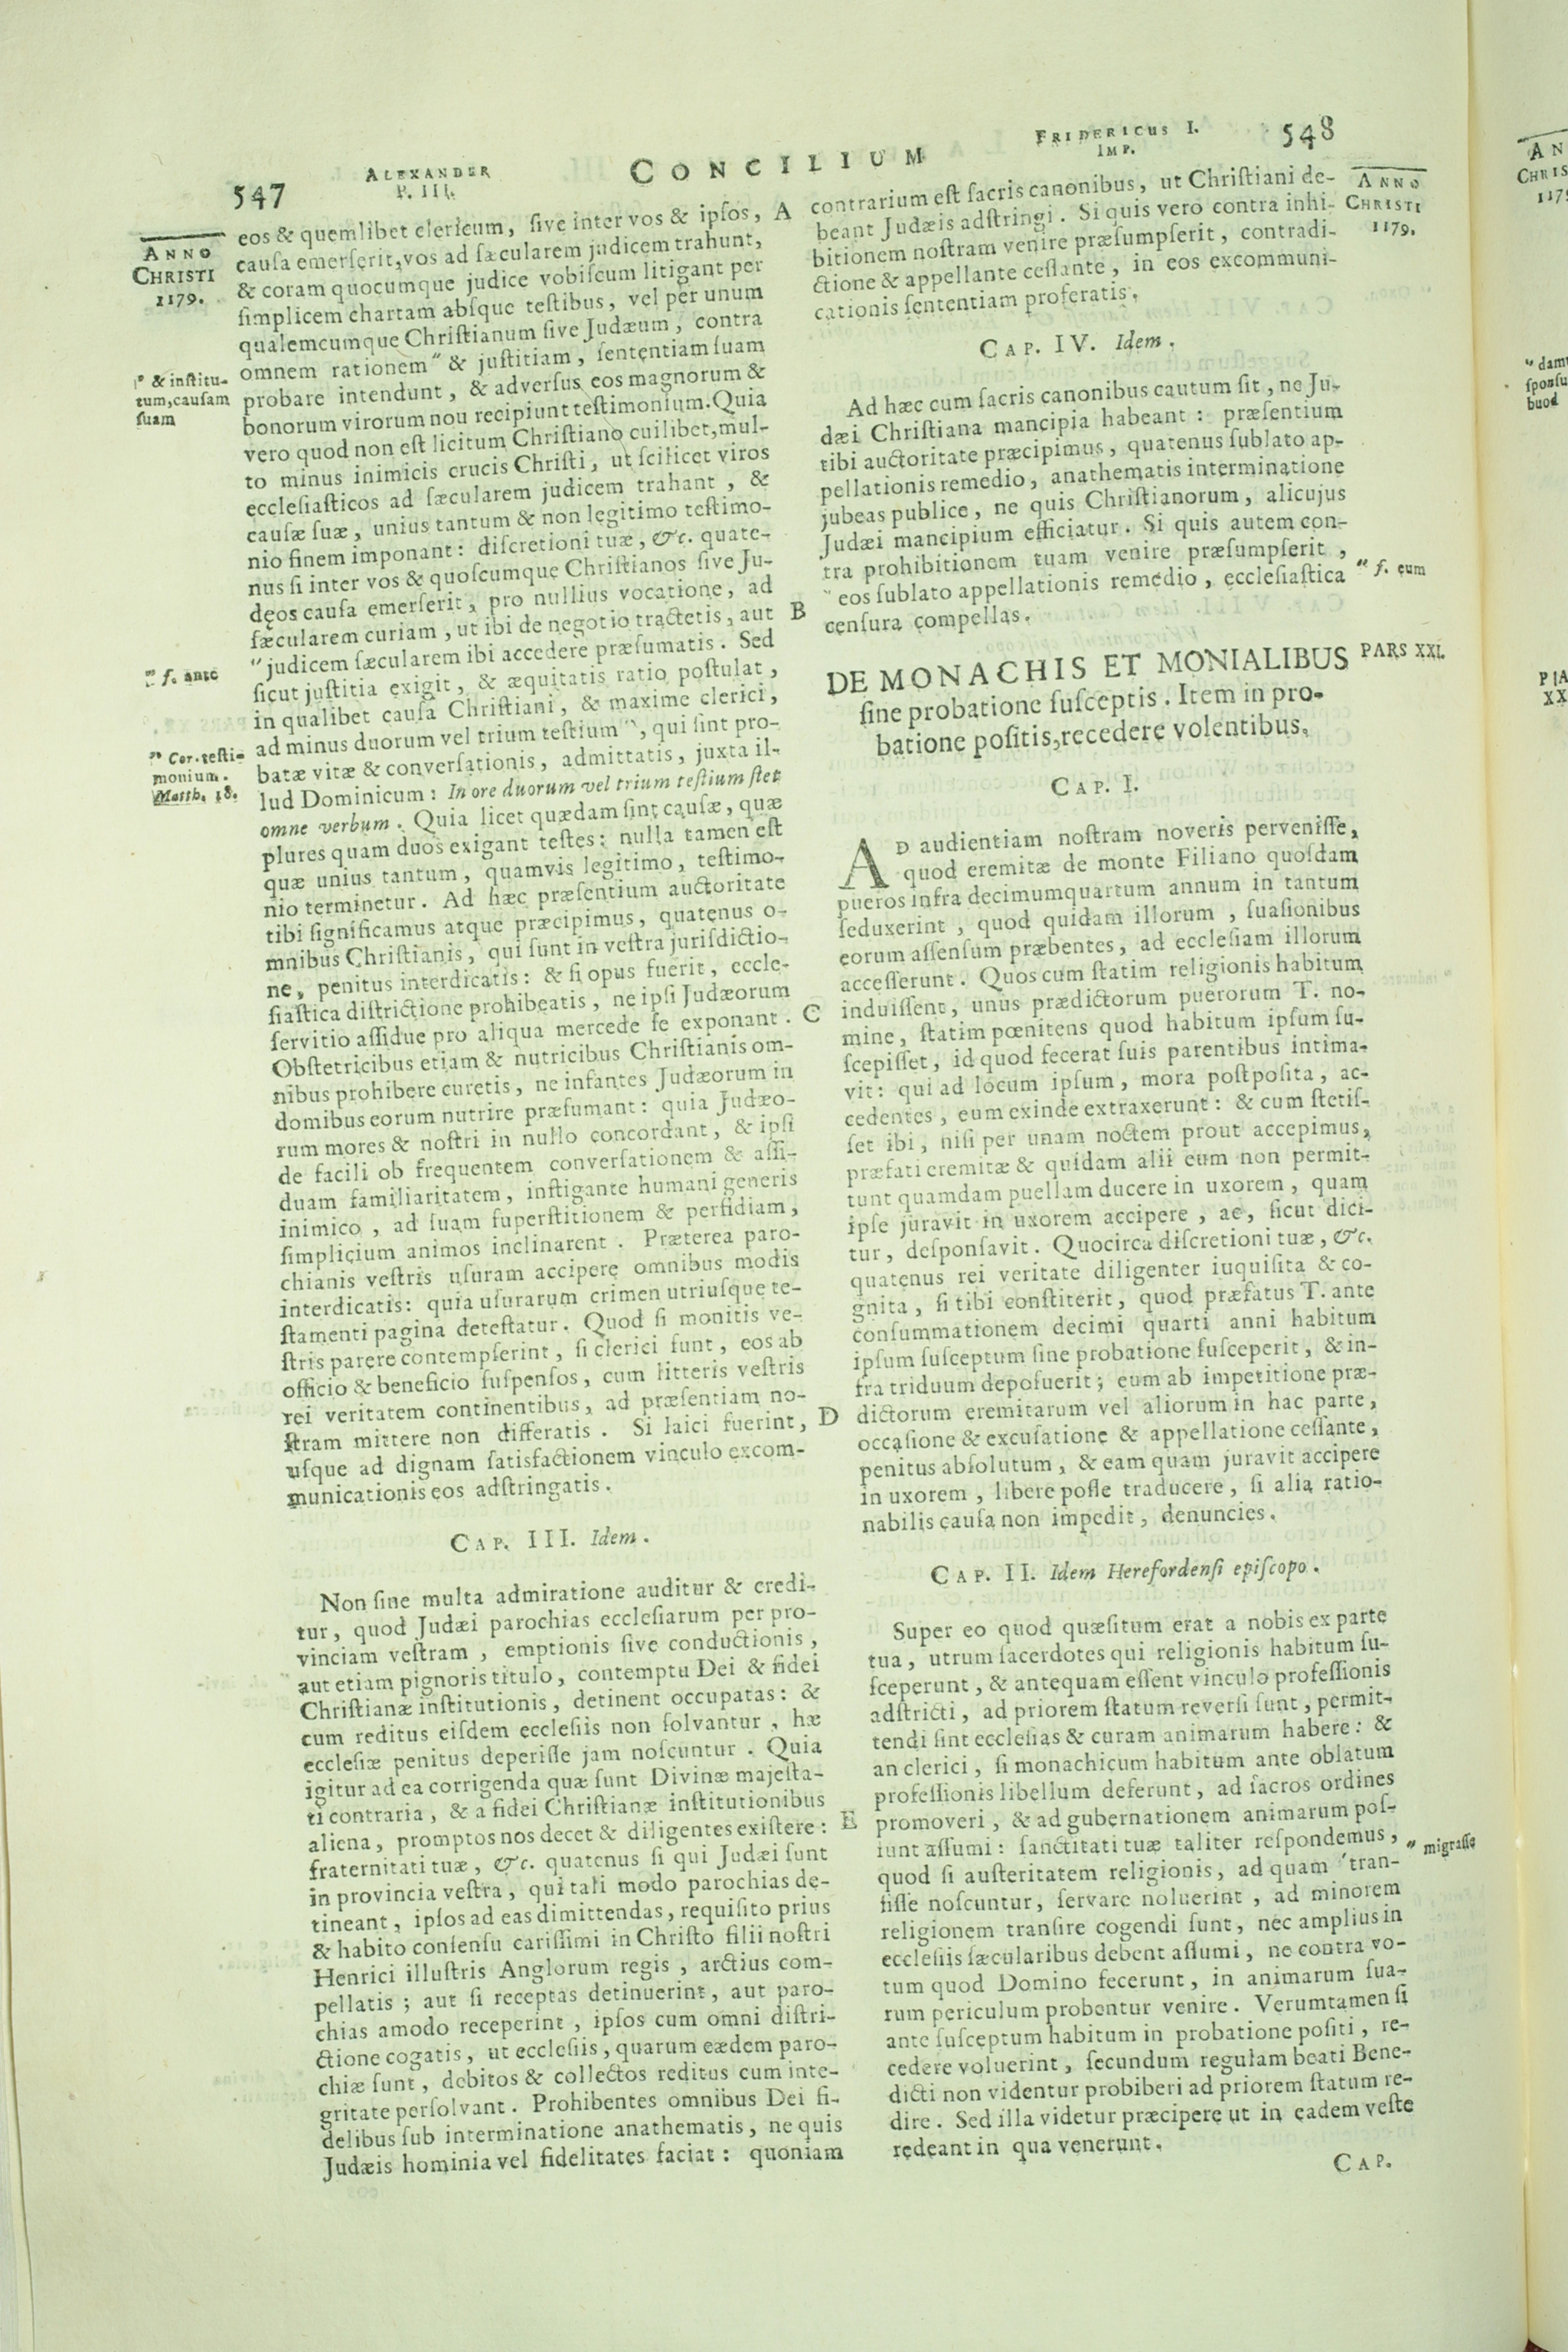 547
ALEXANDER
P. III.
CONCILIUM
FRIDERICUS I.
IMP.
548
ANNO
CHRISTI
1179.
eos & quemlibet clericum, ſive inter vos & ipſos,
cauſa emerſerit, vos ad ſæcularem judicem trahunt,
& coram quocumque judice vobiſcum litigant per
ſimplicem chartam abſque teſtibus, vel per unum
qualemcumque Chriſtianum ſive Judæum, contra
omnem rationem " & juſtitiam, ſententiam ſuam
probare intendunt, & adverſus eos magnorum &
bonorum virorum nou recipiunt teſtimonium. Quia
vero quod non eſt licitum Chriſtiano cuilibet, mul-
to minus inimicis crucis Chriſti, ut ſcilicet viros
eccleſiaſticos ad ſæcularem judicem trahant, &
cauſæ ſuæ, unius tantum & non legitimo teſtimo-
nio finem imponant: diſcretioni tuæ, &c. quate-
nus ſi inter vos & quoſcumque Chriſtianos ſive Ju-
dęos cauſa emerſerit, pro nullius vocatione, ad
ſæcularem curiam, ut ibi de negotio tractetis, aut
" judicem ſæcularem ibi accedere præſumatis. Sed
ſicut juſtitia exigit, & æquitatis ratio poſtulat,
in qualibet cauſa Chriſtiani, & maxime clerici,
ad minus duorum vel trium teſtium ", qui ſint pro-
batæ vitæ & converſationis, admittatis, juxta il-
lud Dominicum: In ore duorum vel trium teſtium ſtet
omne verbum. Quia licet quædam ſint cauſæ, quæ
plures quam duos exigant teſtes: nulla tamen eſt
quæ unius tantum, quamvis legitimo, teſtimo-
nio terminetur. Ad hæc præſentium auctoritate
tibi ſignificamus atque præcipimus, quatenus o-
mnibus Chriſtianis, qui ſunt in veſtra juriſdictio-
ne, penitus interdicatis: & ſi opus fuerit, eccle-
ſiaſtica diſtrictione prohibeatis, ne ipſi Judæorum
ſervitio aſſidue pro aliqua mercede ſe exponant.
Obſtetricibus etiam & nutricibus Chriſtianis om-
nibus prohibere curetis, ne infantes Judæorum in
domibus eorum nutrire præſumant: quia Judæo-
rum mores & noſtri in nullo concordant, & ipſi
de facili ob frequentem converſationem & aſſi-
duam familiaritatem, inſtigante humani generis
inimico, ad ſuam ſuperſtitionem & perfidiam,
ſimplicium animos inclinarent. Præterea paro-
chianis veſtris uſuram accipere omnibus modis
interdicatis: quia uſurarum crimen utriuſque te-
ſtamenti pagina deteſtatur. Quod ſi monitis ve-
ſtris parere contempſerint, ſi clerici ſunt, eos ab
officio & beneficio ſuſpenſos, cum litteris veſtris
rei veritatem continentibus, ad præſentiam no-
ſtram mittere non differatis. Si laici fuerint,
uſque ad dignam ſatisfactionem vinculo excom-
municationis eos adſtringatis.
CAP. III. Idem.
Non ſine multa admiratione auditur & credi-
tur, quod Judæi parochias eccleſiarum per pro-
vinciam veſtram, emptionis ſive conductionis,
aut etiam pignoris titulo, contemptu Dei & fidei
Chriſtianæ inſtitutionis, detinent occupatas: &
cum reditus eiſdem eccleſiis non ſolvantur, hæ
eccleſiæ penitus deperiſſe jam noſcuntur. Quia
igitur ad ea corrigenda quæ ſunt Divinæ majeſta-
ti contraria, & a fidei Chriſtianæ inſtitutionibus
aliena, promptos nos decet & diligentes exiſtere:
fraternitati tuæ, &c. quatenus ſi qui Judæi ſunt
in provincia veſtra, qui tali modo parochias de-
tineant, ipſos ad eas dimittendas, requiſito prius
& habito conſenſu cariſſimi in Chriſto filii noſtri
Henrici illuſtris Anglorum regis, arctius com-
pellatis; aut ſi receptas detinuerint, aut paro-
chias amodo receperint, ipſos cum omni diſtri-
ctione cogatis, ut eccleſiis, quarum eædem paro-
chiæ ſunt, debitos & collectos reditus cum inte-
gritate perſolvant. Prohibentes omnibus Dei fi-
delibus ſub interminatione anathematis, ne quis
Judæis hominia vel fidelitates faciat: quoniam
" & inſtitu-
tum, cauſam
ſuam
" f. ante
" Cor. teſti-
monium.
Matth. 18.
A
B
C
D
E
contrarium eſt ſacris canonibus, ut Chriſtiani de-
beant Judæis adſtringi. Si quis vero contra inhi-
bitionem noſtram venire præſumpſerit, contradi-
ctione & appellante ceſſante, in eos excommuni-
cationis ſententiam proferatis.
CAP. IV. Idem.
Ad hæc cum ſacris canonibus cautum ſit, ne Ju-
dæi Chriſtiana mancipia habeant: præſentium
tibi auctoritate præcipimus, quatenus ſublato ap-
pellationis remedio, anathematis interminatione
jubeas publice, ne quis Chriſtianorum, alicujus
Judæi mancipium efficiatur. Si quis autem con-
tra prohibitionem tuam venire præſumpſerit,
" eos ſublato appellationis remedio, eccleſiaſtica
cenſura compellas.
DE MONACHIS ET MONIALIBUS
ſine probatione ſuſceptis. Item in pro-
batione poſitis, recedere volentibus.
CAP. I.
AD audientiam noſtram noveris perveniſſe,
quod eremitæ de monte Filiano quoſdam
pueros infra decimumquartum annum in tantum
ſeduxerint, quod quidam illorum, ſuaſionibus
eorum aſſenſum præbentes, ad eccleſiam illorum
acceſſerunt. Quos cum ſtatim religionis habitum
induiſſent, unus prædictorum puerorum T. no-
mine, ſtatim pœnitens quod habitum ipſum ſu-
ſcepiſſet, id quod fecerat ſuis parentibus intima-
vit: qui ad locum ipſum, mora poſtpoſita, ac-
cedentes, eum exinde extraxerunt: & cum ſtetiſ-
ſet ibi, niſi per unam noctem prout accepimus,
præfati eremitæ & quidam alii eum non permit-
tunt quamdam puellam ducere in uxorem, quam
ipſe juravit in uxorem accipere, ac, ſicut dici-
tur, deſponſavit. Quocirca diſcretioni tuæ, &c.
quatenus rei veritate diligenter iuquiſita & co-
gnita, ſi tibi conſtiterit, quod præfatus T. ante
conſummationem decimi quarti anni habitum
ipſum ſuſceptum ſine probatione ſuſceperit, & in-
fra triduum depoſuerit; eum ab impetitione præ-
dictorum eremitarum vel aliorum in hac parte,
occaſione & excuſatione & appellatione ceſſante,
penitus abſolutum, & eam quam juravit accipere
in uxorem, libere poſſe traducere, ſi alia ratio-
nabilis cauſa non impedit, denuncies.
CAP. II. Idem Herefordenſi epiſcopo.
Super eo quod quæſitum erat a nobis ex parte
tua, utrum ſacerdotes qui religionis habitum ſu-
ſceperunt, & antequam eſſent vinculo profeſſionis
adſtricti, ad priorem ſtatum reverſi ſunt, permit-
tendi ſint eccleſias & curam animarum habere: &
an clerici, ſi monachicum habitum ante oblatum
profeſſionis libellum deferunt, ad ſacros ordines
promoveri, & ad gubernationem animarum poſ-
ſunt aſſumi: ſanctitati tuæ taliter reſpondemus,
quod ſi auſteritatem religionis, ad quam "tran-
ſiſſe noſcuntur, ſervare noluerint, ad minorem
religionem tranſire cogendi ſunt, nec amplius in
eccleſiis ſæcularibus debent aſſumi, ne contra vo-
tum quod Domino fecerunt, in animarum ſua-
rum periculum probentur venire. Verumtamen ſi
ante ſuſceptum habitum in probatione poſiti, re-
cedere voluerint, ſecundum regulam beati Bene-
dicti non videntur probiberi ad priorem ſtatum re-
dire. Sed illa videtur præcipere ut in eadem veſte
redeant in qua venerunt.
CAP.
ANNO
CHRISTI
1179.
" f. cum
PARS XXI.
" migraſſe
AN
CHRIS
117
" dam
ſponſu
buod
PA
XX